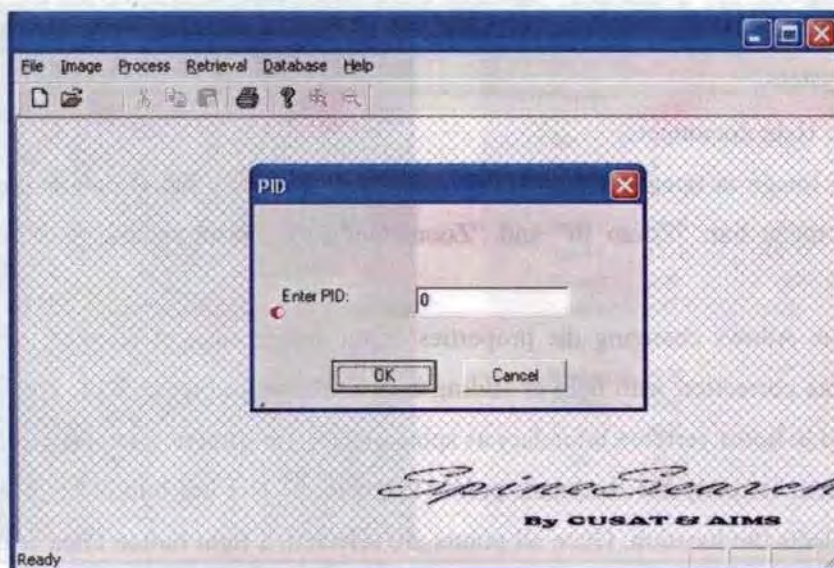 File Image Process Retrieval Database Help
PID
Enter PID: 0
OK Cancel
SpineSearch
By CUSAT & AIMS
Ready